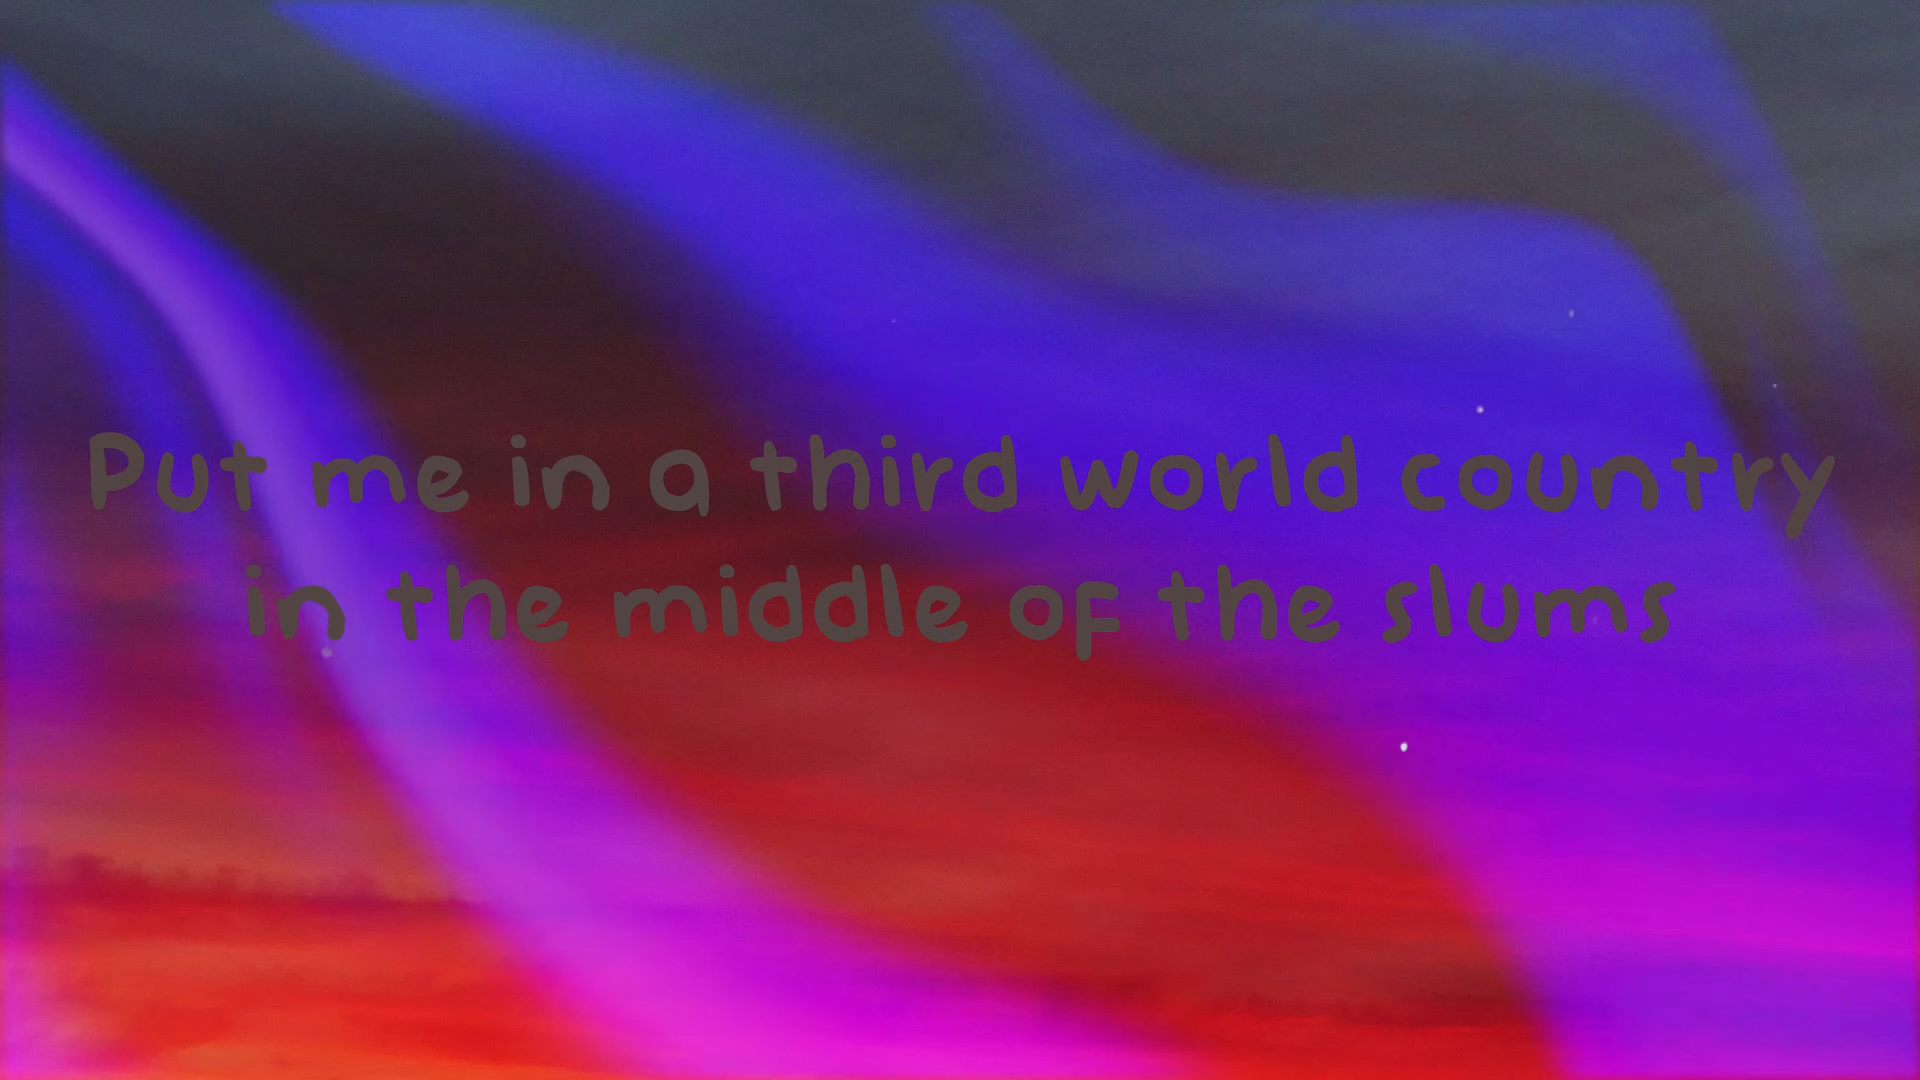 Put me in a third world country
in the middle of the slums